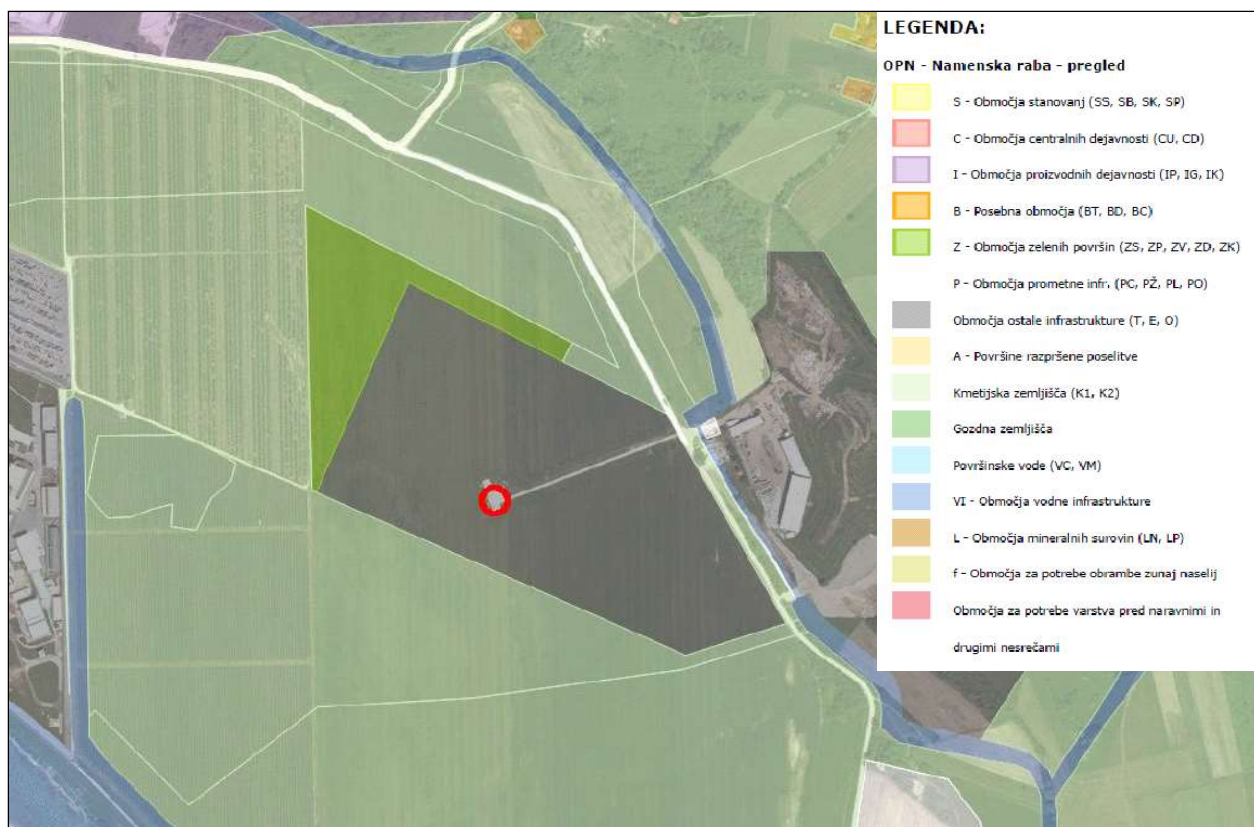 LEGENDA:
OPN - Namenska raba - pregled
S - Območja stanovanj (SS, SB, SK, SP)
C - Območja centralnih dejavnosti (CU, CD)
I - Območja proizvodnih dejavnosti (IP, IG, IK)
B - Posebna območja (BT, BD, BC)
Z - Območja zelenih površin (ZS, ZP, ZV, ZD, ZK)
P - Območja prometne infr. (PC, PŽ, PL, PO)
Območja ostale infrastrukture (T, E, O)
A - Površine razpršene poselitve
Kmetijska zemljišča (K1, K2)
Gozdna zemljišča
Površinske vode (VC, VM)
VI - Območja vodne infrastrukture
L - Območja mineralnih surovin (LN, LP)
f - Območja za potrebe obrambe zunaj naselij
Območja za potrebe varstva pred naravnimi in
drugimi nesrečami